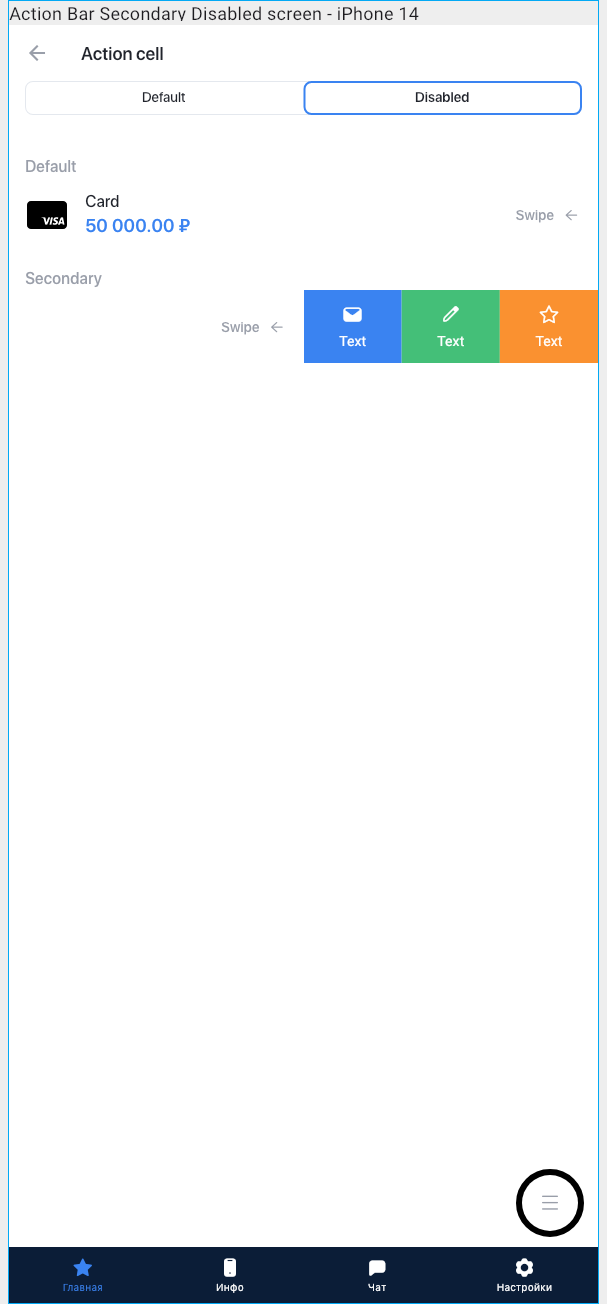 Action Bar Secondary Disabled screen - iPhone 14
Action cell
Default Disabled
Default
Card
VISA
50 000.00 ₽
Swipe
Secondary
Swipe
Text Text Text
Главная Инфо Чат Настройки